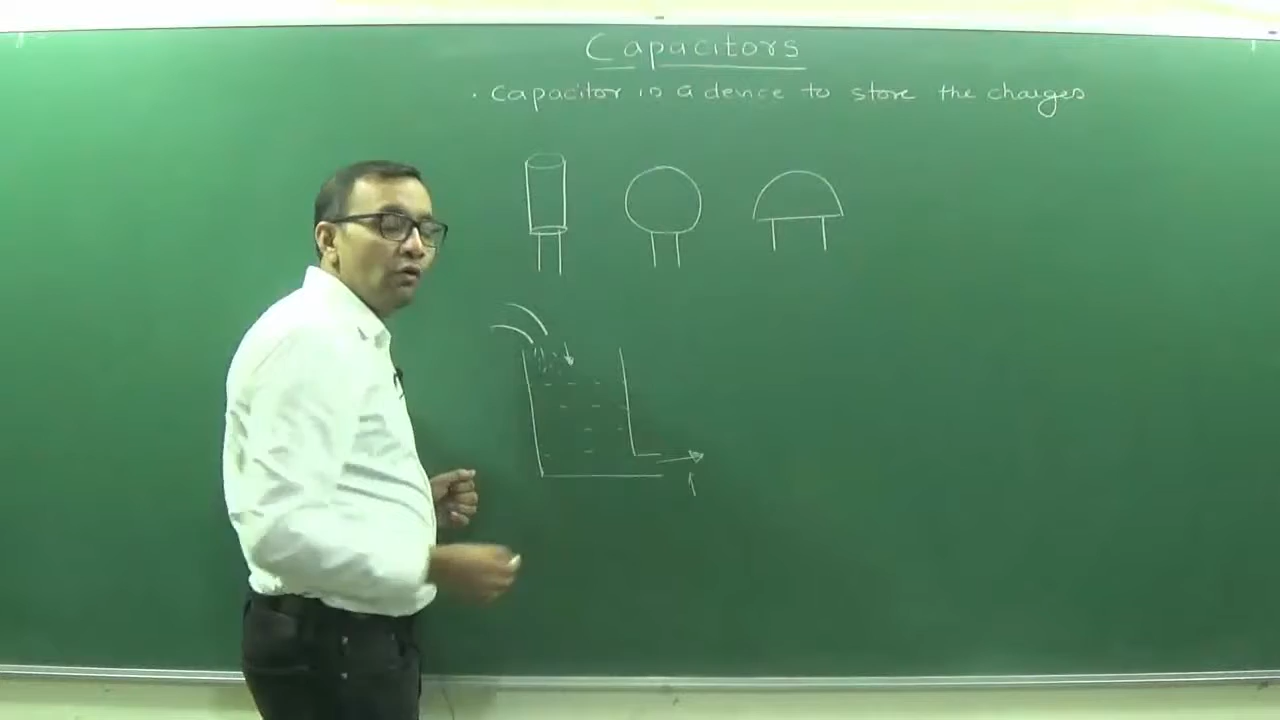 Capacitors
. Capacitor is a device to store the charges